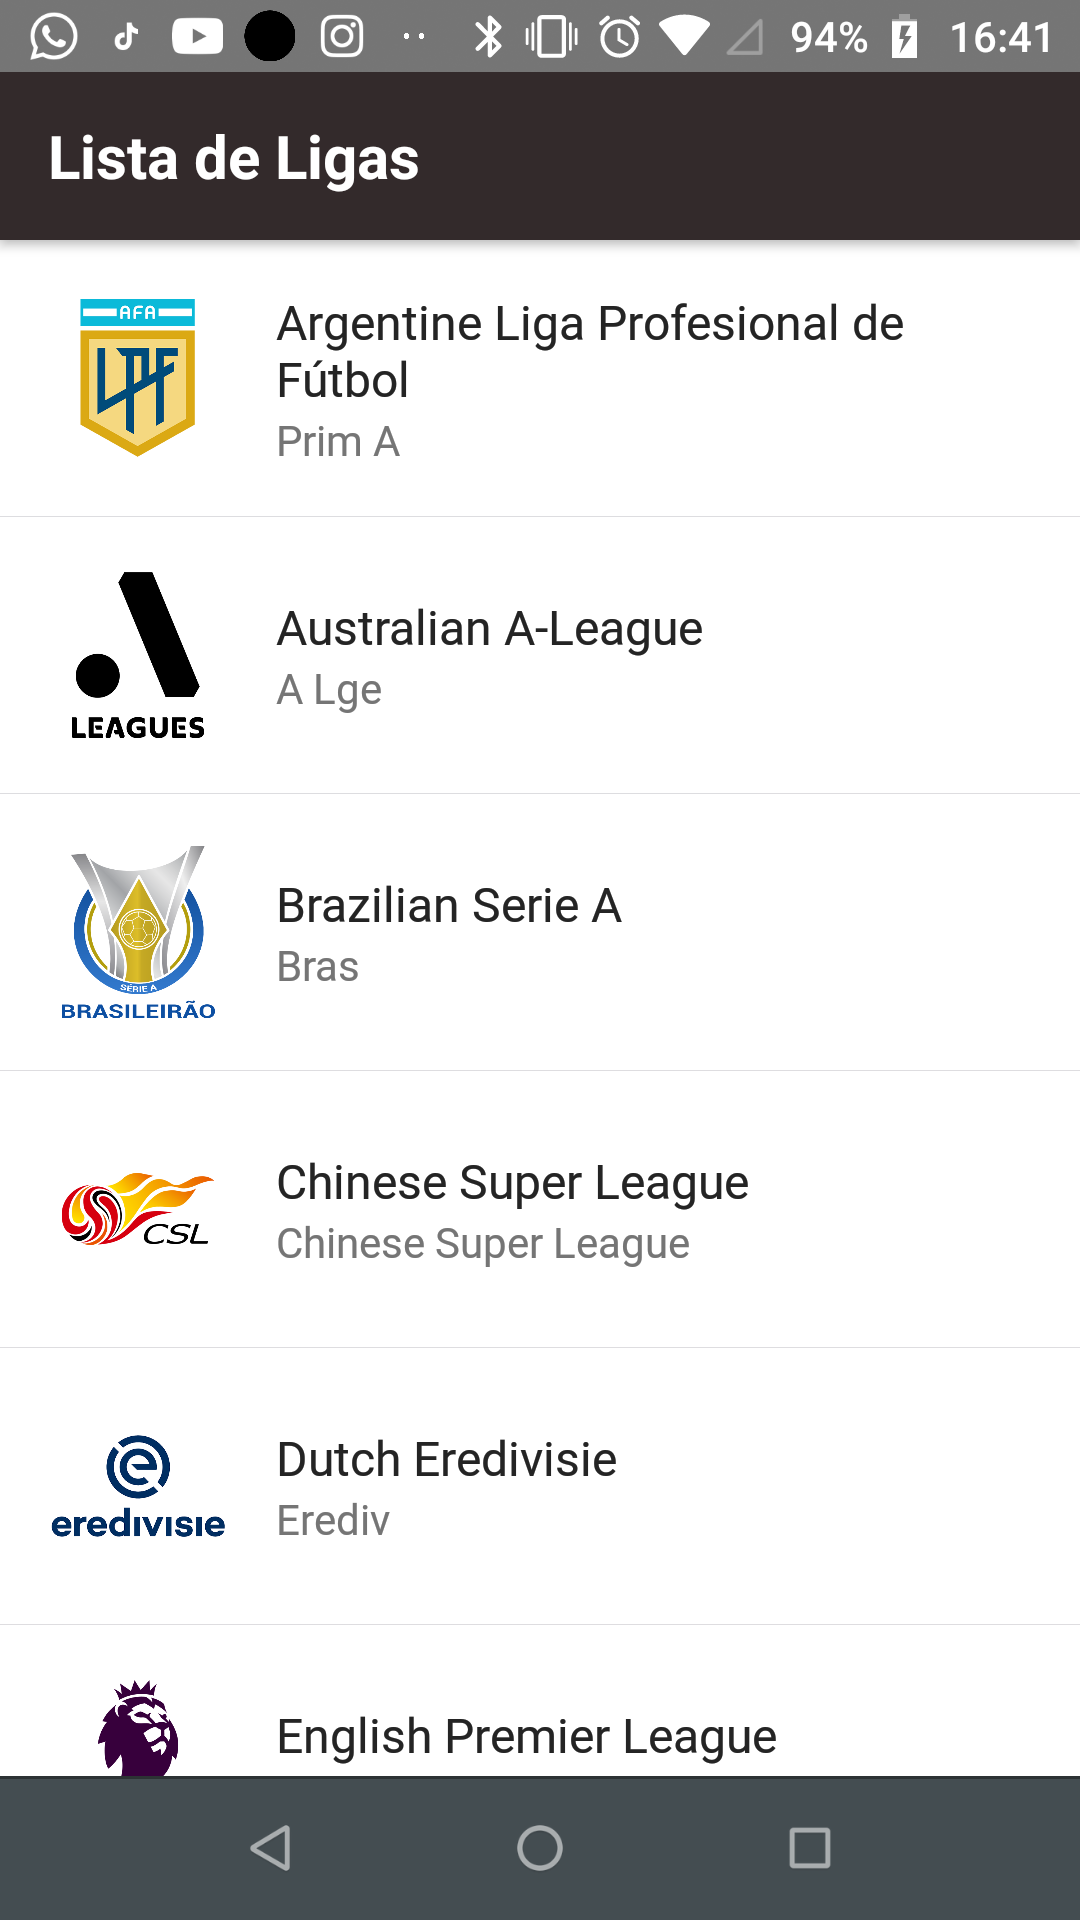 94% 16:41
Lista de Ligas
AFA
LPF
Argentine Liga Profesional de
Fútbol
Prim A
LEAGUES
Australian A-League
A Lge
SÉRIE A
BRASILEIRÃO
Brazilian Serie A
Bras
CSL
Chinese Super League
Chinese Super League
eredivisie
Dutch Eredivisie
Erediv
English Premier League